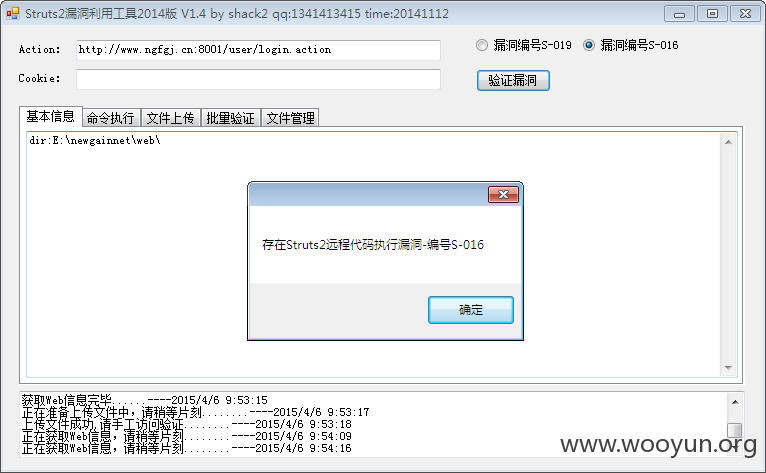 Struts2漏洞利用工具2014版 V1.4 by shack2 qq:1341413415 time:20141112
Action: http://www.ngfgj.cn:8001/user/login.action 漏洞编号S-019 漏洞编号S-016
Cookie: 验证漏洞
基本信息 命令执行 文件上传 批量验证 文件管理
dir:E:\newgainnet\web\
存在Struts2远程代码执行漏洞-编号S-016
确定
获取Web信息完毕......----2015/4/6 9:53:15
正在准备上传文件中，请稍等片刻........----2015/4/6 9:53:17
上传文件成功,请手工访问验证........----2015/4/6 9:53:18
正在获取Web信息，请稍等片刻........----2015/4/6 9:54:09
正在获取Web信息，请稍等片刻........----2015/4/6 9:54:16
www.wooyun.org